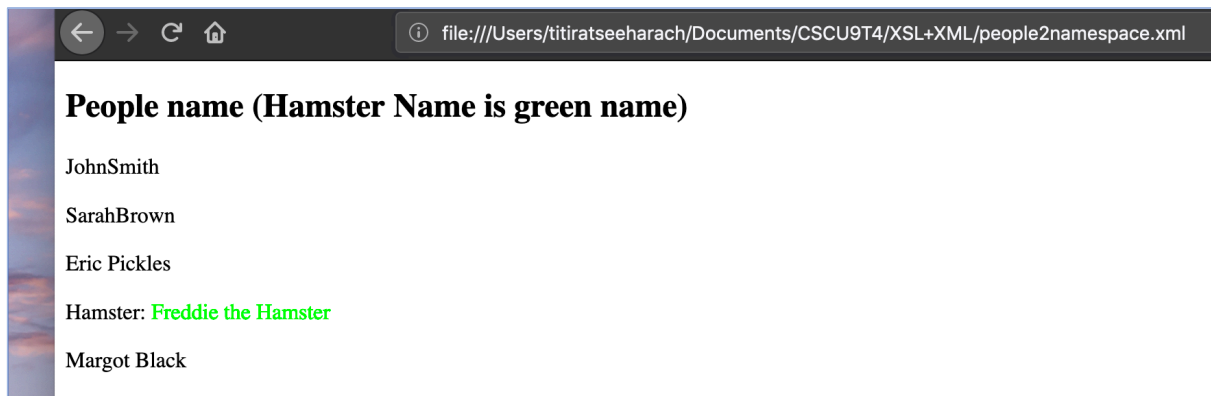 file:///Users/titiratseeharach/Documents/CSCU9T4/XSL+XML/people2namespace.xml
People name (Hamster Name is green name)
JohnSmith
SarahBrown
Eric Pickles
Hamster: Freddie the Hamster
Margot Black